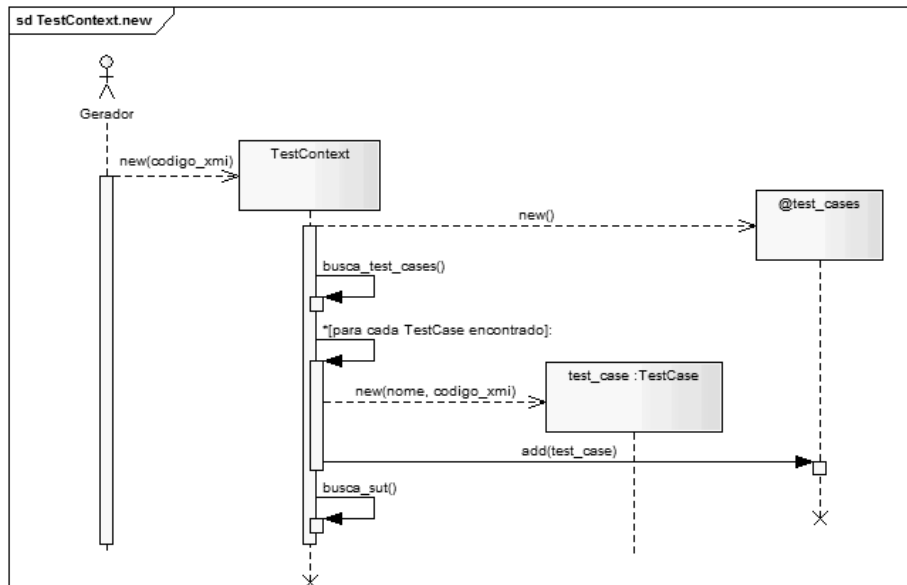 sd TestContext.new
Gerador
new(codigo_xmi)
TestContext
new()
@test_cases
busca_test_cases()
*[para cada TestCase encontrado]:
new(nome, codigo_xmi)
test_case :TestCase
add(test_case)
busca_sut()